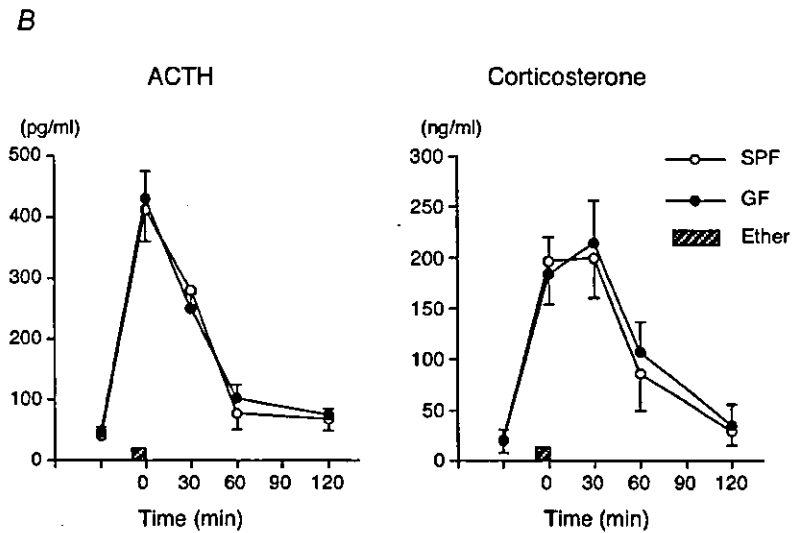 B
ACTH
Corticosterone
(pg/ml)
(ng/ml)
500
400
300
200
100
0
300
250
200
150
100
50
0
SPF
GF
Ether
0 30 60 90 120
0 30 60 90 120
Time (min)
Time (min)